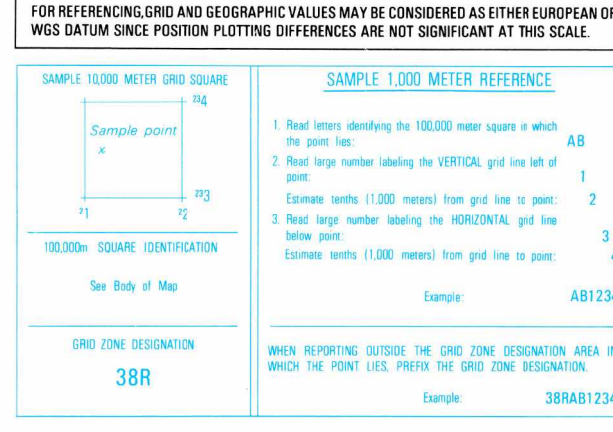 FOR REFERENCING,GRID AND GEOGRAPHIC VALUES MAY BE CONSIDERED AS EITHER EUROPEAN OR
WGS DATUM SINCE POSITION PLOTTING DIFFERENCES ARE NOT SIGNIFICANT AT THIS SCALE.
SAMPLE 10,000 METER GRID SQUARE
234
Sample point
x
233
21 22
100,000m SQUARE IDENTIFICATION
See Body of Map
GRID ZONE DESIGNATION
38R
SAMPLE 1,000 METER REFERENCE
1. Read letters identifying the 100,000 meter square in which
the point lies: AB
2. Read large number labeling the VERTICAL grid line left of
point: 1
Estimate tenths (1,000 meters) from grid line to point: 2
3. Read large number labeling the HORIZONTAL grid line
below point: 3
Estimate tenths (1,000 meters) from grid line to point: 4
Example: AB1234
WHEN REPORTING OUTSIDE THE GRID ZONE DESIGNATION AREA IN
WHICH THE POINT LIES, PREFIX THE GRID ZONE DESIGNATION.
Example: 38RAB1234